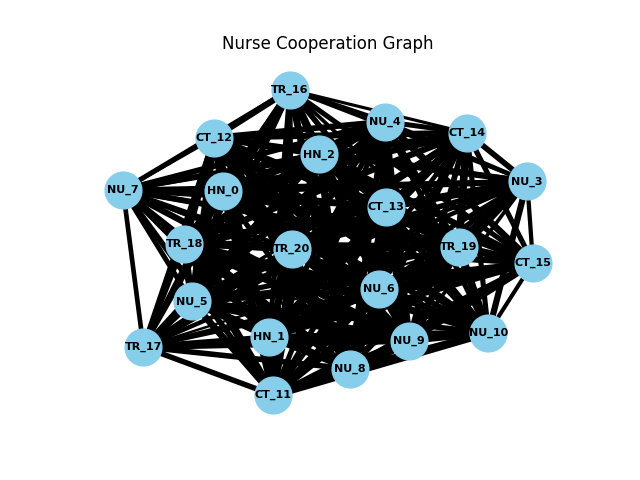 Nurse Cooperation Graph
TR_16
NU_4
CT_14
CT_12
HN_2
NU_3
NU_7
HN_0
CT_13
TR_18
TR_20
TR_19
CT_15
NU_6
NU_5
HN_1
NU_9
NU_10
TR_17
NU_8
CT_11